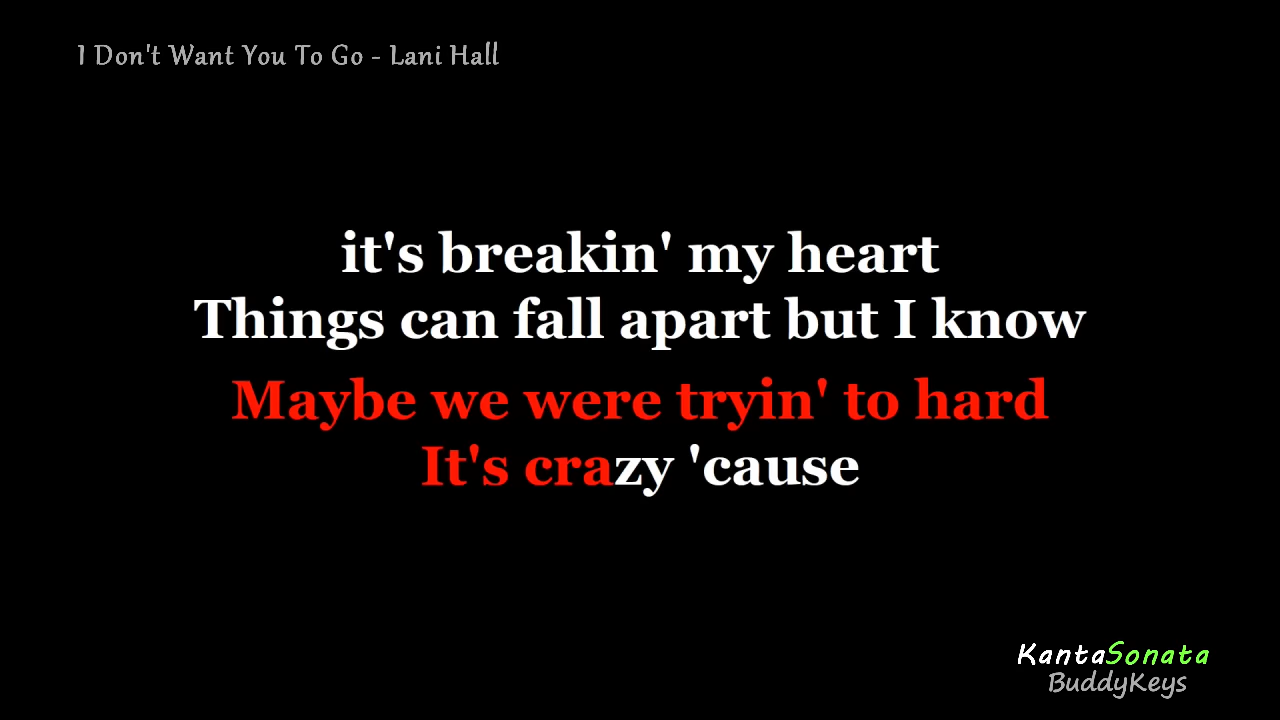 I Don't Want You To Go - Lani Hall
it's breakin' my heart
Things can fall apart but I know
Maybe we were tryin' to hard
It's crazy 'cause
KantaSonata
BuddyKeys